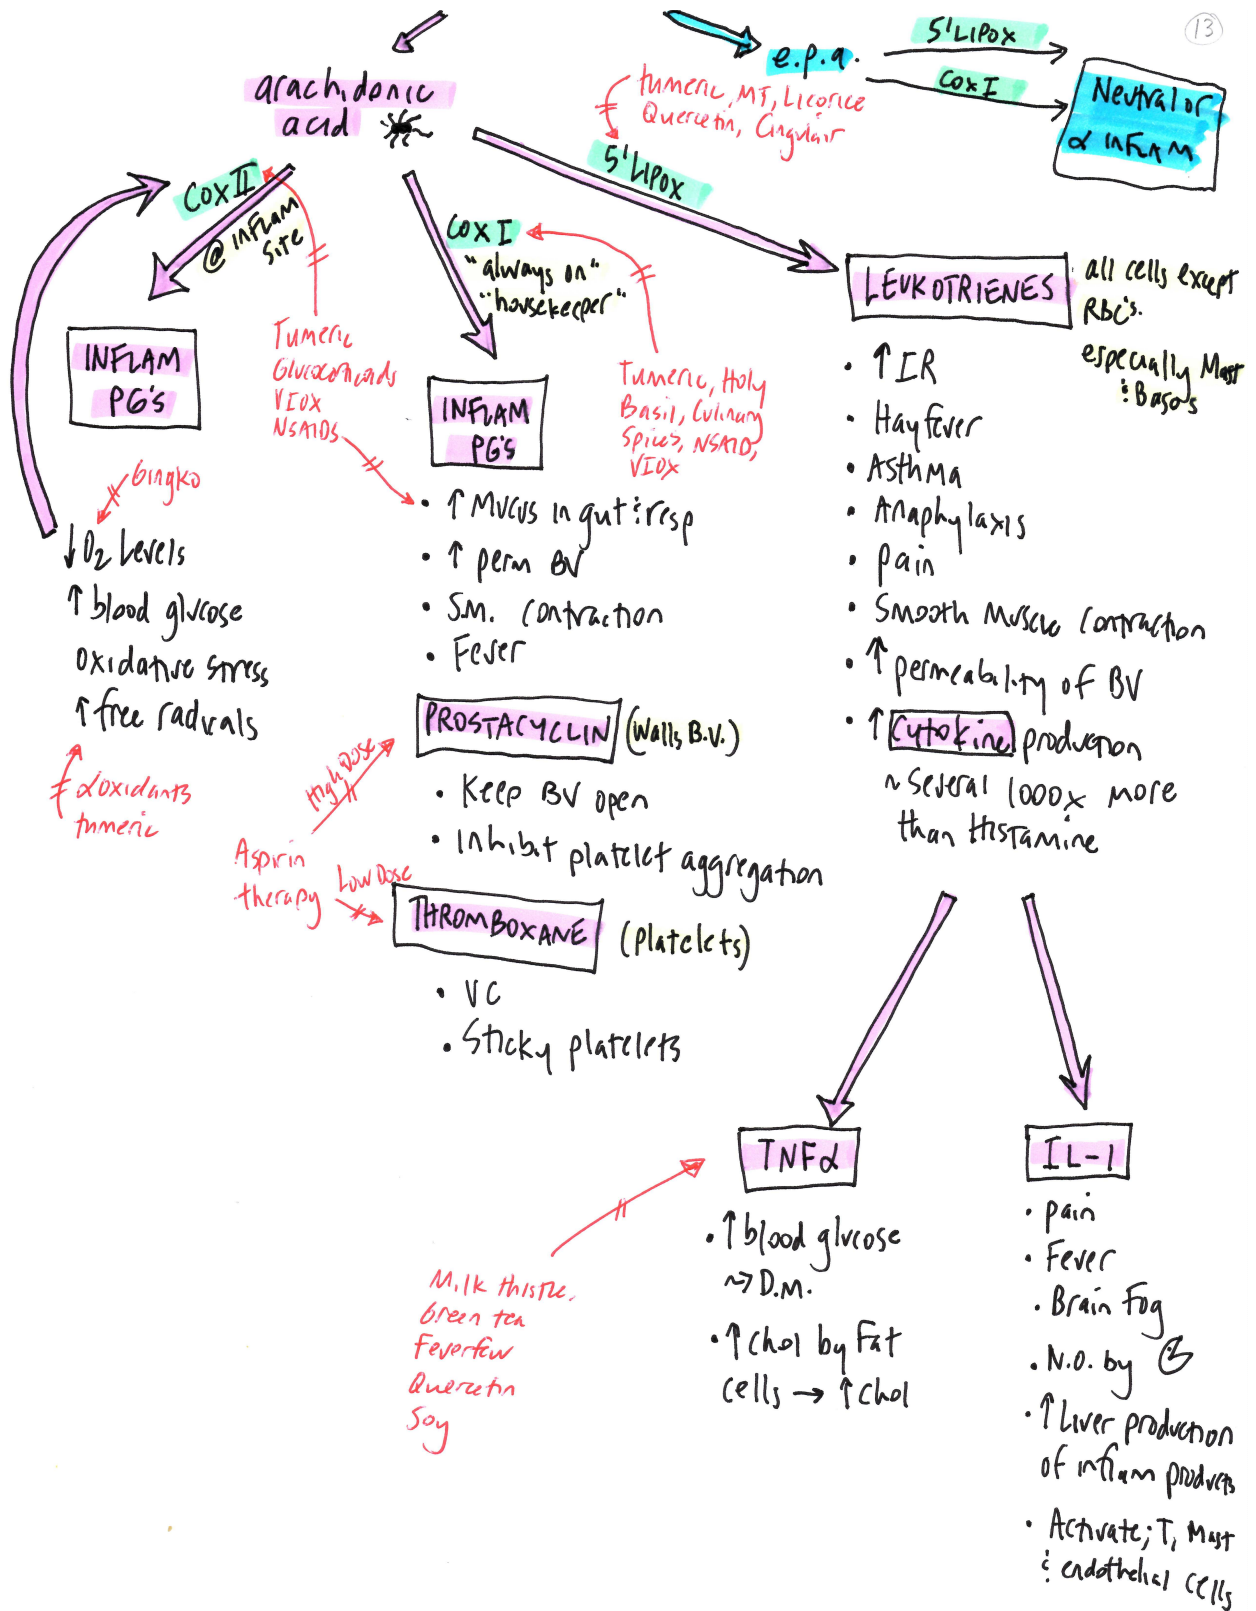 13
5'LIPOX
e.p.a.
COX I
Neutral or
α INFLAM
arachidonic
acid
tumeric, MT, Licorice
Quercetin, Cingulair
5'LIPOX
COX II
@ INFLAM
site
COX I
"always on"
"housekeeper"
LEUKOTRIENES
all cells except
RBC's.
especially Mast
& Basos
INFLAM
PG'S
Tumeric
Glucocorticoids
VIOX
NSAIDS
INFLAM
PG'S
Tumeric, Holy
Basil, Culinary
Spices, NSAID,
VIOX
• ↑ IR
• Hayfever
• Asthma
• Anaphylaxis
• Pain
• Smooth Muscle Contraction
• ↑ permeability of BV
• ↑ Cytokine production
~ several 1000x more
than Histamine
Gingko
↓ O2 Levels
↑ blood glucose
oxidative stress
↑ free radicals
αoxidants
tumeric
• ↑ Mucus in gut & resp
• ↑ perm BV
• S.M. contraction
• Fever
PROSTACYCLIN (Walls B.V.)
• Keep BV open
• Inhibit platelet aggregation
High Dose
Aspirin
therapy
Low Dose
THROMBOXANE (Platelets)
• VC
• Sticky platelets
TNFα
• ↑ blood glucose
~> D.M.
• ↑ Chol by Fat
cells → ↑ Chol
Milk thistle,
Green tea
Feverfew
Quercetin
Soy
IL-1
• pain
• Fever
• Brain Fog
• N.O. by
• ↑ Liver production
of inflam products
• Activate; T, Mast
& endothelial cells